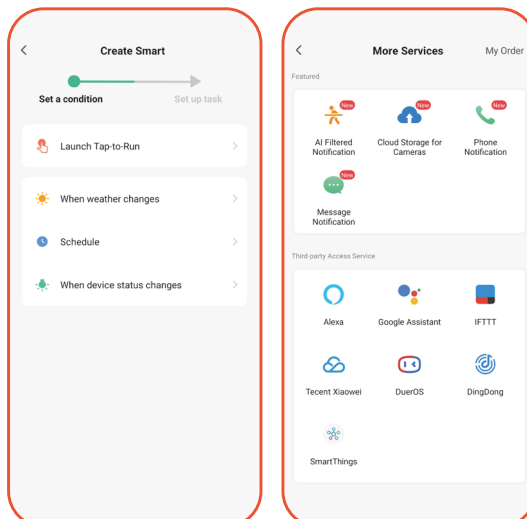 Create Smart
Set a condition
Set up task
Launch Tap-to-Run
When weather changes
Schedule
When device status changes
More Services
My Order
Featured
New
New
New
AI Filtered
Notification
Cloud Storage for
Cameras
Phone
Notification
New
Message
Notification
Third-party Access Service
Alexa
Google Assistant
IFTTT
Tecent Xiaowei
DuerOS
DingDong
SmartThings